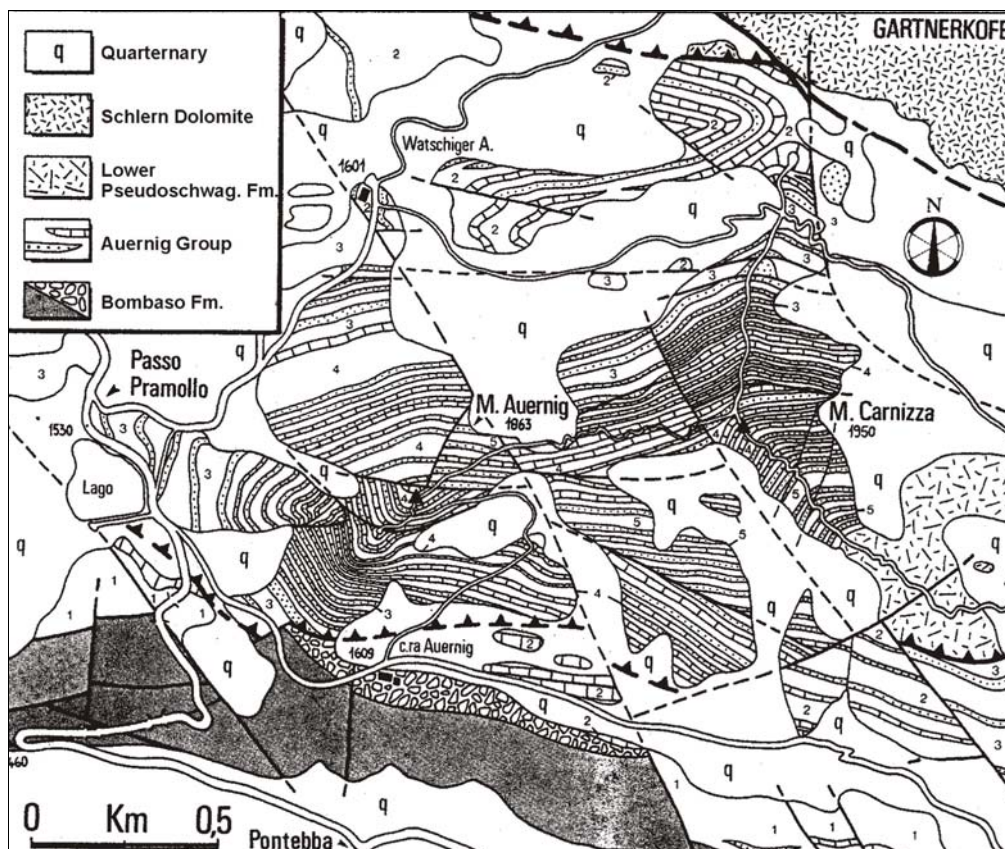 q Quarternary
Schlern Dolomite
Lower
Pseudoschwag. Fm.
Auernig Group
Bombaso Fm.
GARTNERKOFE
Watschiger A.
1601
N
Passo
Pramollo
1530
Lago
M. Auernig
1863
M. Carnizza
1950
1609
c.ra Auernig
460
0 Km 0,5
Pontebba